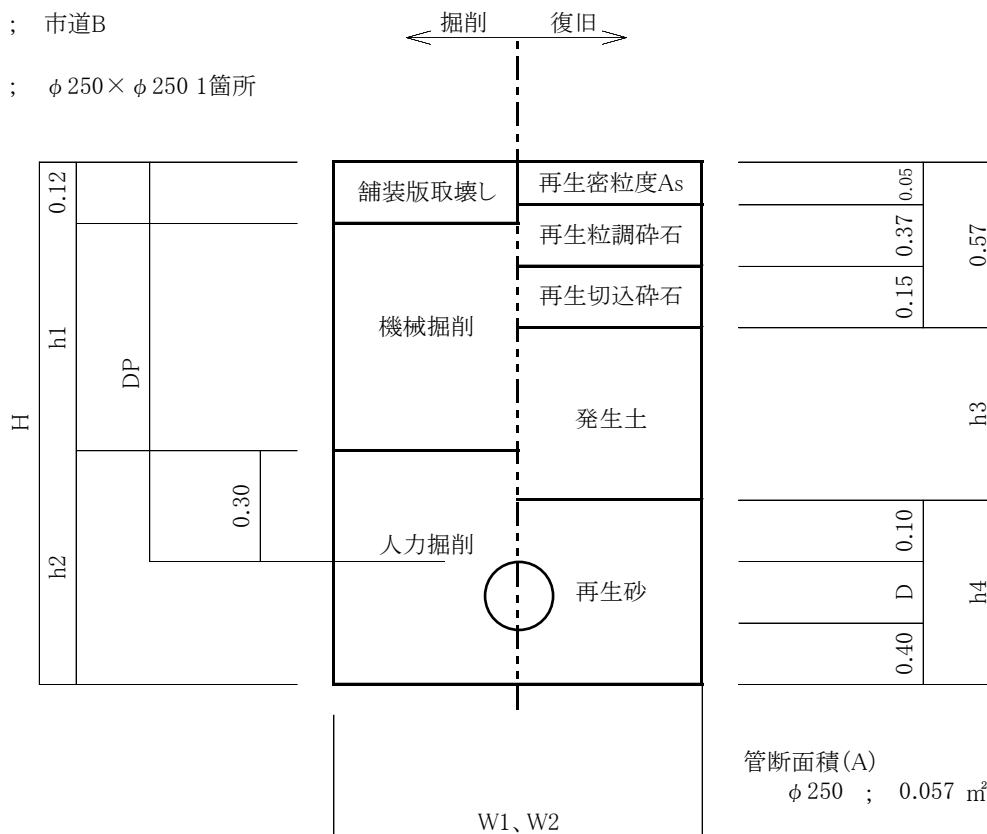 ; 市道B
掘削 復旧
; φ250×φ250 1箇所
0.12
舗装版取壊し
再生密粒度As
0.05
再生粒調砕石
0.37
0.57
再生切込砕石
0.15
機械掘削
h1
DP
H
発生土
h3
0.30
人力掘削
h2
0.10
再生砂
D
h4
0.40
管断面積(A)
φ250 ; 0.057 ㎡
W1、W2